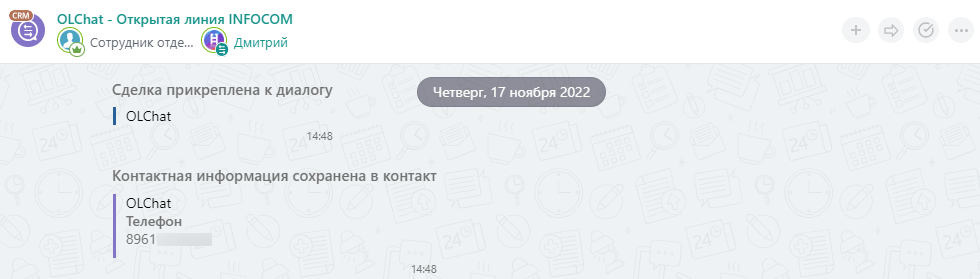 CRM
OLChat - Открытая линия INFOCOM
Сотрудник отде... Дмитрий
Четверг, 17 ноября 2022
Сделка прикреплена к диалогу
OLChat
14:48
Контактная информация сохранена в контакт
OLChat
Телефон
8961
14:48